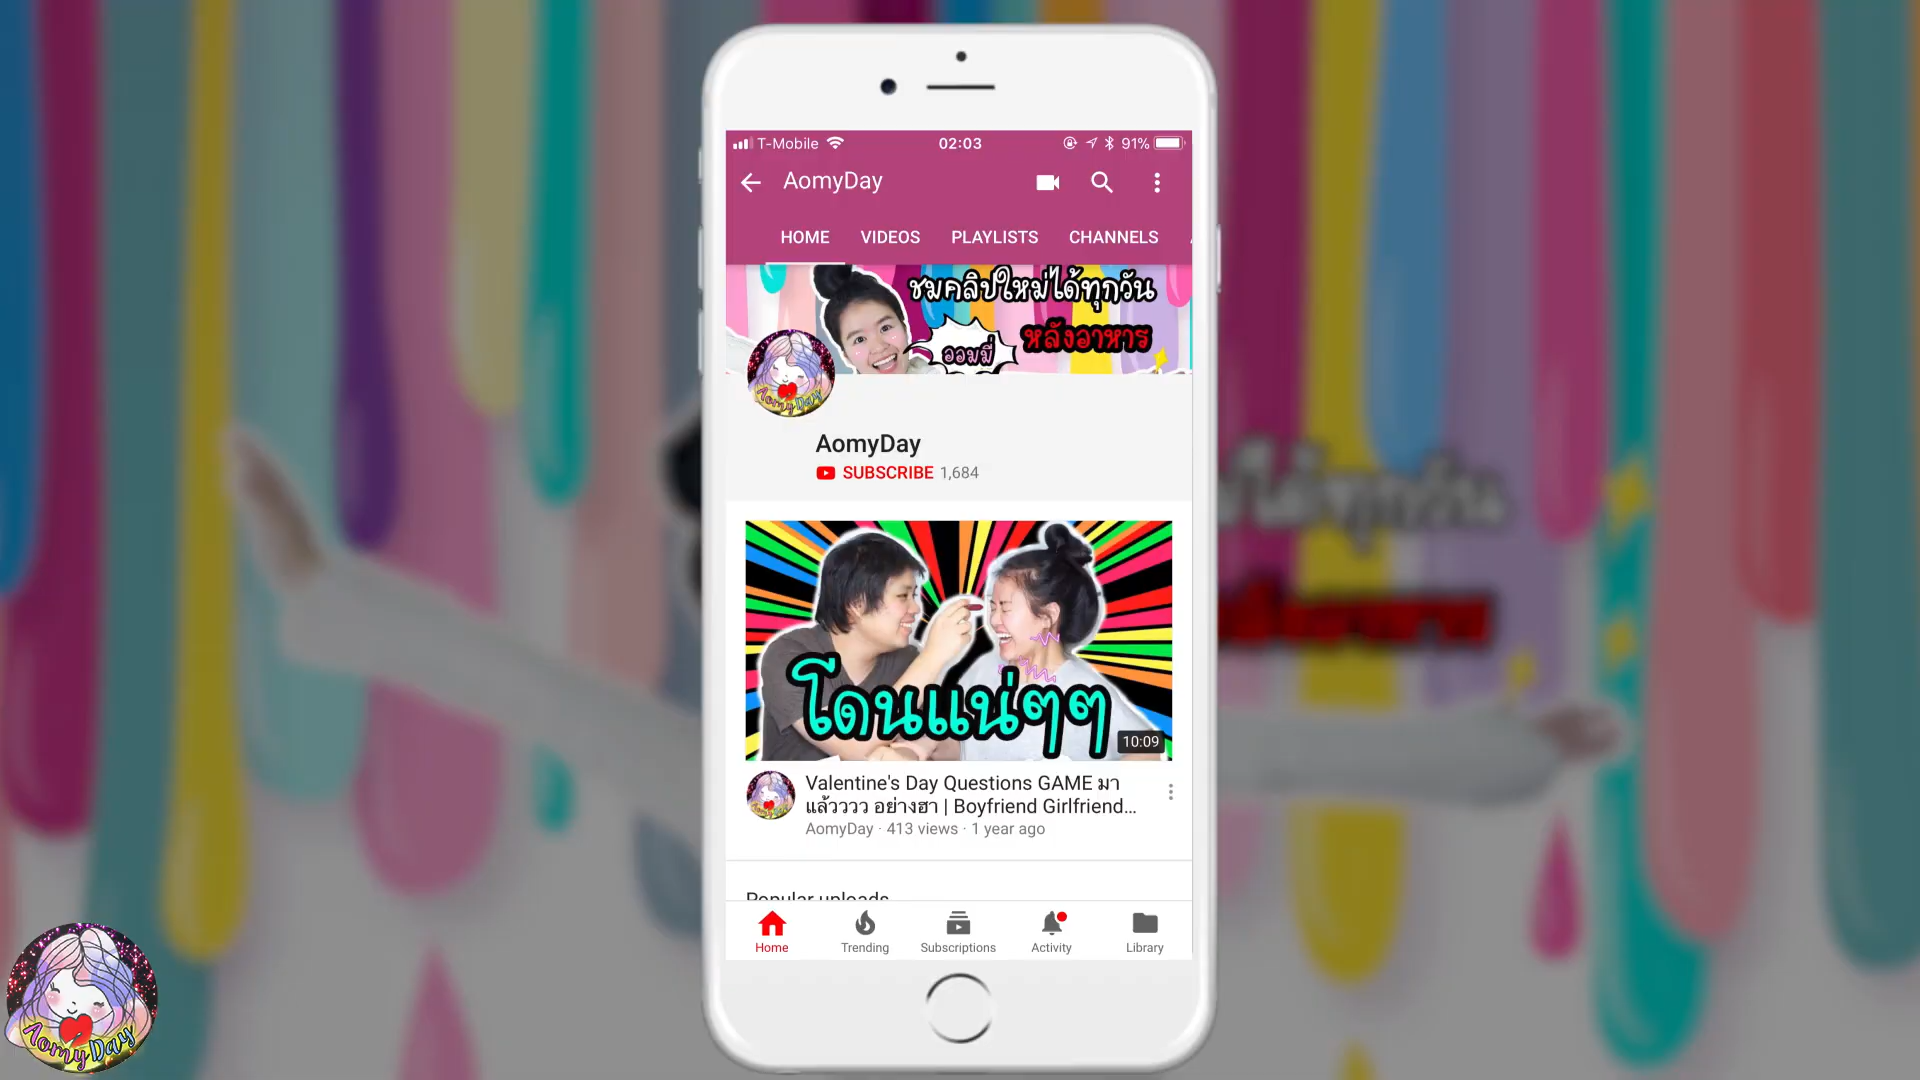 T-Mobile 02:03 91%
AomyDay
HOME VIDEOS PLAYLISTS CHANNELS
ชมคลิปใหม่ได้ทุกวัน
หลังอาหาร
ออมมี่
AomyDay
AomyDay
SUBSCRIBE 1,684
โดนแน่ๆๆ
10:09
Valentine's Day Questions GAME มา
แล้วววว อย่างฮา | Boyfriend Girlfriend...
AomyDay · 413 views · 1 year ago
Popular uploads
Home Trending Subscriptions Activity Library
AomyDay